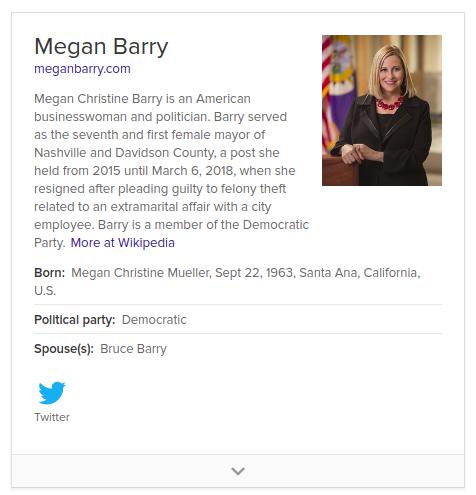 Megan Barry
meganbarry.com
Megan Christine Barry is an American
businesswoman and politician. Barry served
as the seventh and first female mayor of
Nashville and Davidson County, a post she
held from 2015 until March 6, 2018, when she
resigned after pleading guilty to felony theft
related to an extramarital affair with a city
employee. Barry is a member of the Democratic
Party. More at Wikipedia
Born: Megan Christine Mueller, Sept 22, 1963, Santa Ana, California,
U.S.
Political party: Democratic
Spouse(s): Bruce Barry
Twitter